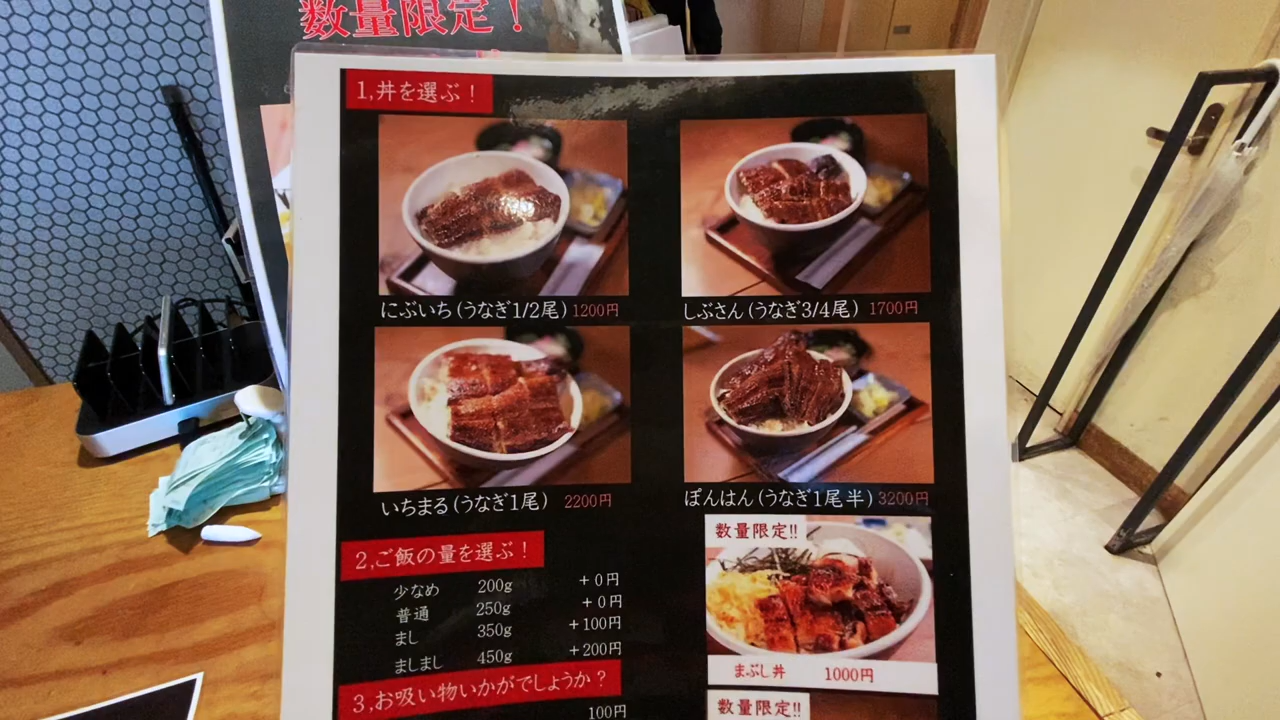 数量限定！
1,丼を選ぶ！
にぶいち(うなぎ1/2尾) 1200円
しぶさん(うなぎ3/4尾) 1700円
いちまる(うなぎ1尾) 2200円
ぽんはん(うなぎ1尾半) 3200円
2,ご飯の量を選ぶ！
少なめ 200g +0円
普通 250g +0円
まし 350g +100円
ましまし 450g +200円
3,お吸い物いかがでしょうか？
100円
数量限定!!
まぶし丼 1000円
数量限定!!